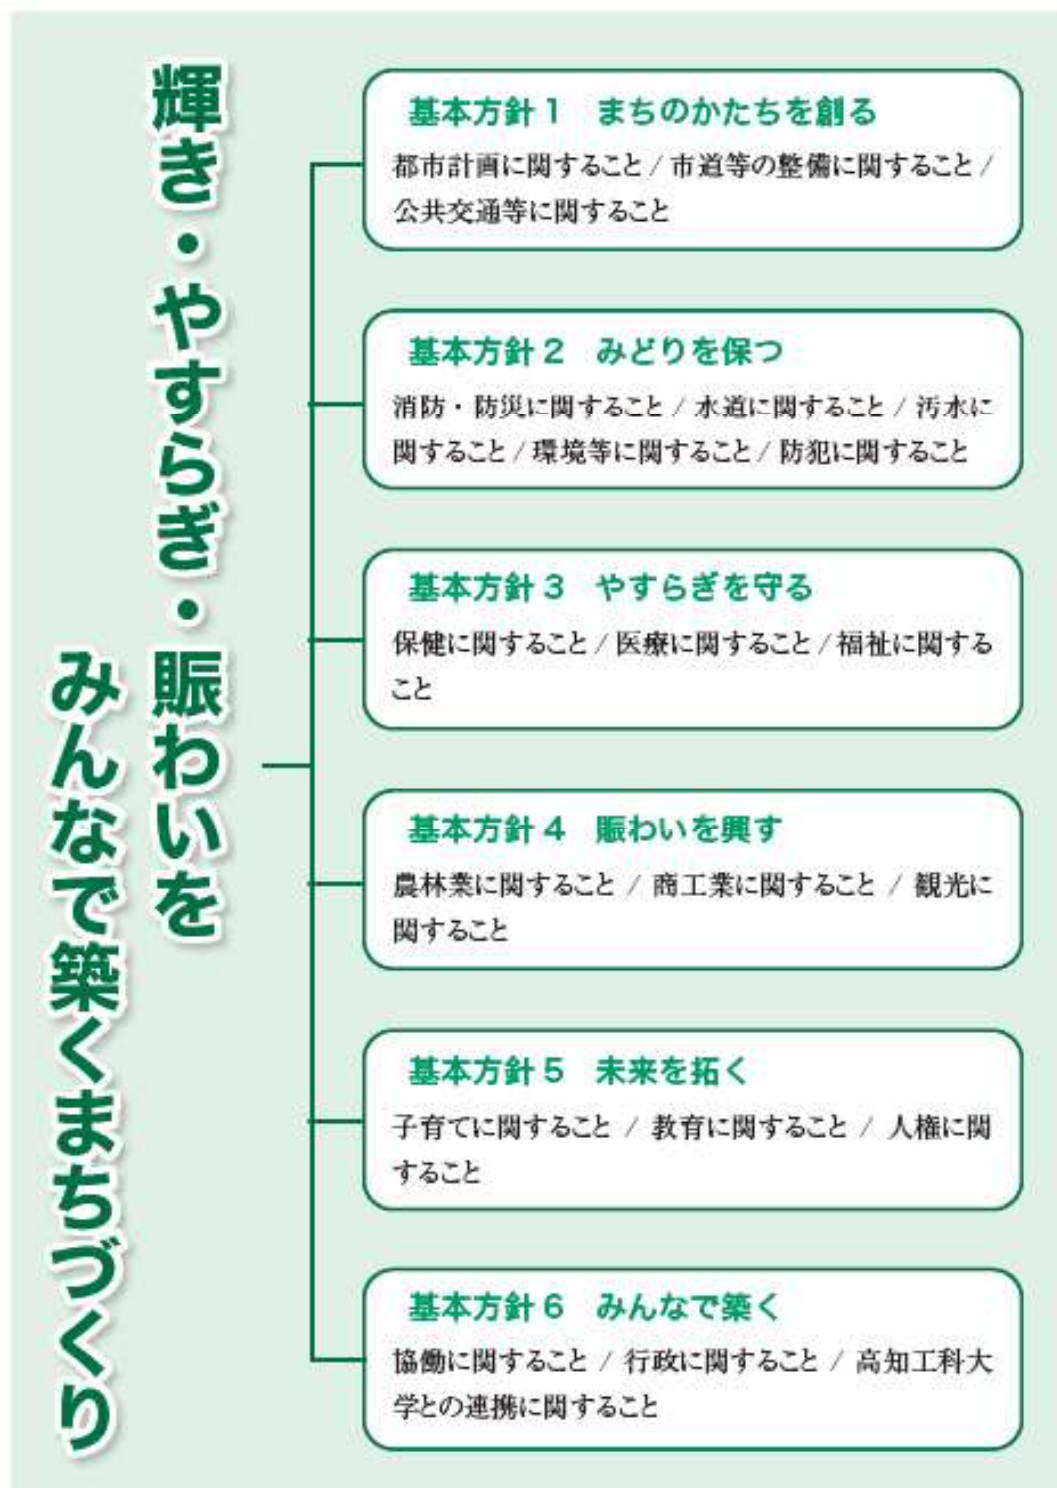 輝き・やすらぎ・賑わいを
みんなで築くまちづくり
基本方針1 まちのかたちを創る
都市計画に関すること / 市道等の整備に関すること /
公共交通等に関すること
基本方針2 みどりを保つ
消防・防災に関すること / 水道に関すること / 汚水に
関すること / 環境等に関すること / 防犯に関すること
基本方針3 やすらぎを守る
保健に関すること / 医療に関すること / 福祉に関する
こと
基本方針4 賑わいを興す
農林業に関すること / 商工業に関すること / 観光に
関すること
基本方針5 未来を拓く
子育てに関すること / 教育に関すること / 人権に関
すること
基本方針6 みんなで築く
協働に関すること / 行政に関すること / 高知工科大
学との連携に関すること